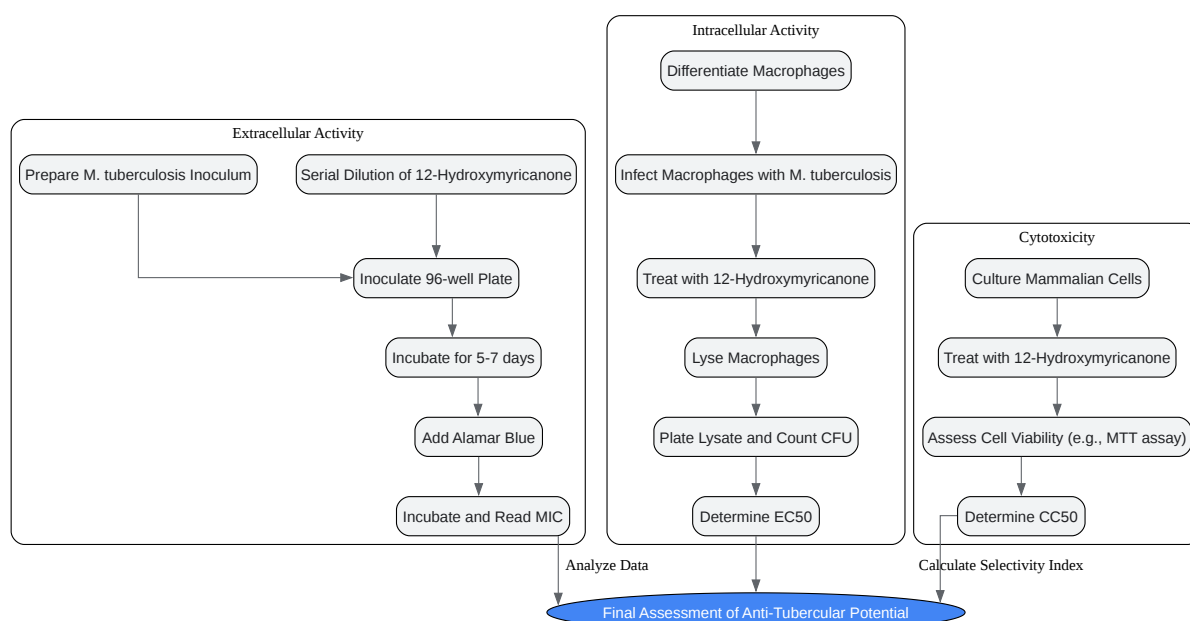 Extracellular Activity
Prepare M. tuberculosis Inoculum
Serial Dilution of 12-Hydroxymyricanone
Inoculate 96-well Plate
Incubate for 5-7 days
Add Alamar Blue
Incubate and Read MIC
Analyze Data
Intracellular Activity
Differentiate Macrophages
Infect Macrophages with M. tuberculosis
Treat with 12-Hydroxymyricanone
Lyse Macrophages
Plate Lysate and Count CFU
Determine EC50
Cytotoxicity
Culture Mammalian Cells
Treat with 12-Hydroxymyricanone
Assess Cell Viability (e.g., MTT assay)
Determine CC50
Calculate Selectivity Index
Final Assessment of Anti-Tubercular Potential